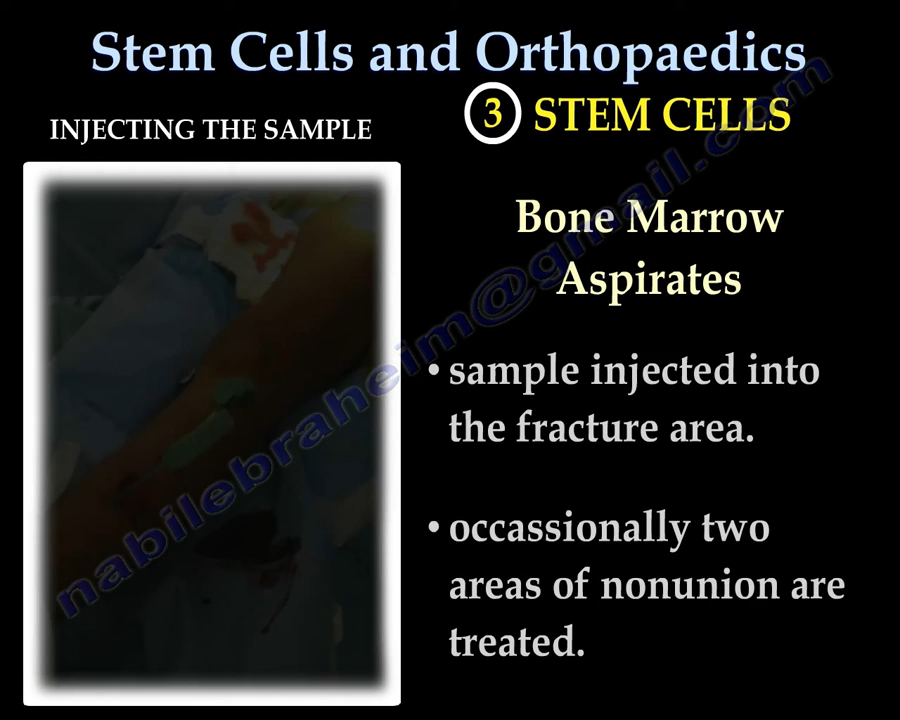 Stem Cells and Orthopaedics
INJECTING THE SAMPLE
3 STEM CELLS
Bone Marrow
Aspirates
• sample injected into
the fracture area.
• occassionally two
areas of nonunion are
treated.
nabilebraheim@gmail.com